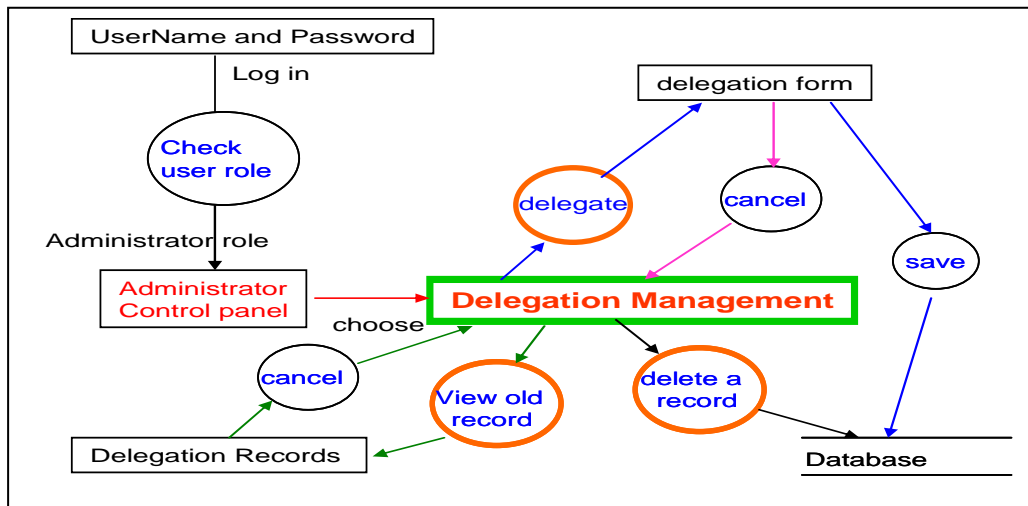 UserName and Password
Log in
delegation form
Check
user role
delegate
cancel
Administrator role
save
Administrator
Control panel
Delegation Management
choose
cancel
View old
record
delete a
record
Delegation Records
Database